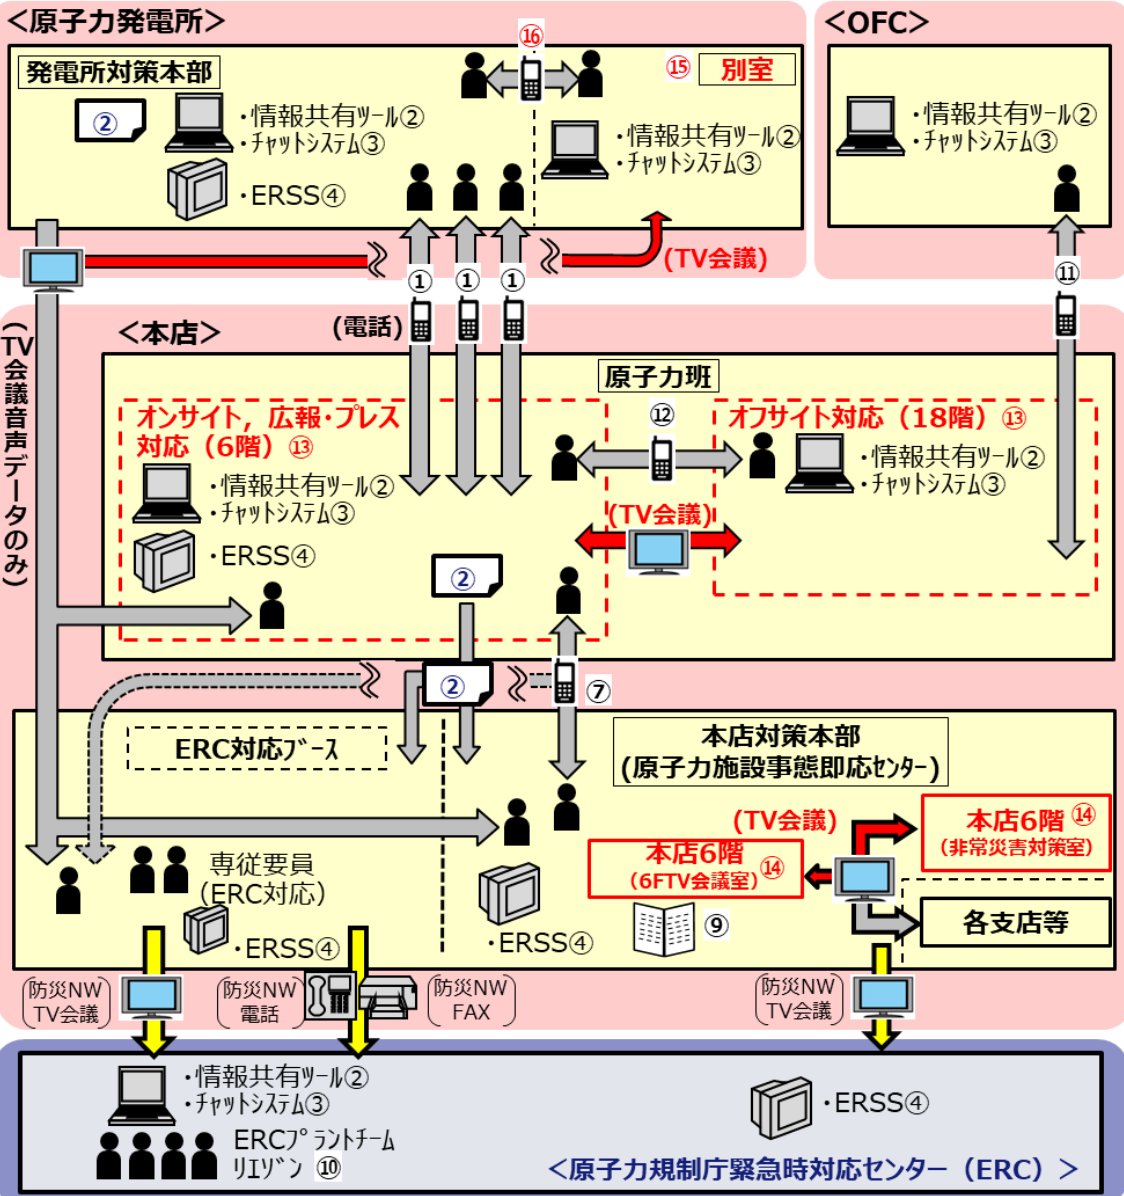 ＜原子力発電所＞
発電所対策本部
②
・情報共有ﾂｰﾙ②
・ﾁｬｯﾄｼｽﾃﾑ③
・ERSS④
⑯
⑮
別室
・情報共有ﾂｰﾙ②
・ﾁｬｯﾄｼｽﾃﾑ③
(TV会議)
＜OFC＞
・情報共有ﾂｰﾙ②
・ﾁｬｯﾄｼｽﾃﾑ③
⑪
①
①
①
(電話)
(TV会議音声データのみ)
＜本店＞
原子力班
オンサイト，広報・プレス
対応（6階）⑬
・情報共有ﾂｰﾙ②
・ﾁｬｯﾄｼｽﾃﾑ③
・ERSS④
②
⑫
(TV会議)
オフサイト対応（18階）⑬
・情報共有ﾂｰﾙ②
・ﾁｬｯﾄｼｽﾃﾑ③
②
⑦
ERC対応ﾌﾞｰｽ
本店対策本部
(原子力施設事態即応ｾﾝﾀｰ)
専従要員
(ERC対応)
・ERSS④
・ERSS④
(TV会議)
本店6階⑭
(非常災害対策室)
本店6階
(6FTV会議室)⑭
⑨
各支店等
防災NW
TV会議
防災NW
電話
防災NW
FAX
防災NW
TV会議
・情報共有ﾂｰﾙ②
・ﾁｬｯﾄｼｽﾃﾑ③
ERCﾌﾟﾗﾝﾄﾁｰﾑ
ﾘｴｿﾞﾝ ⑩
・ERSS④
＜原子力規制庁緊急時対応センター（ERC）＞